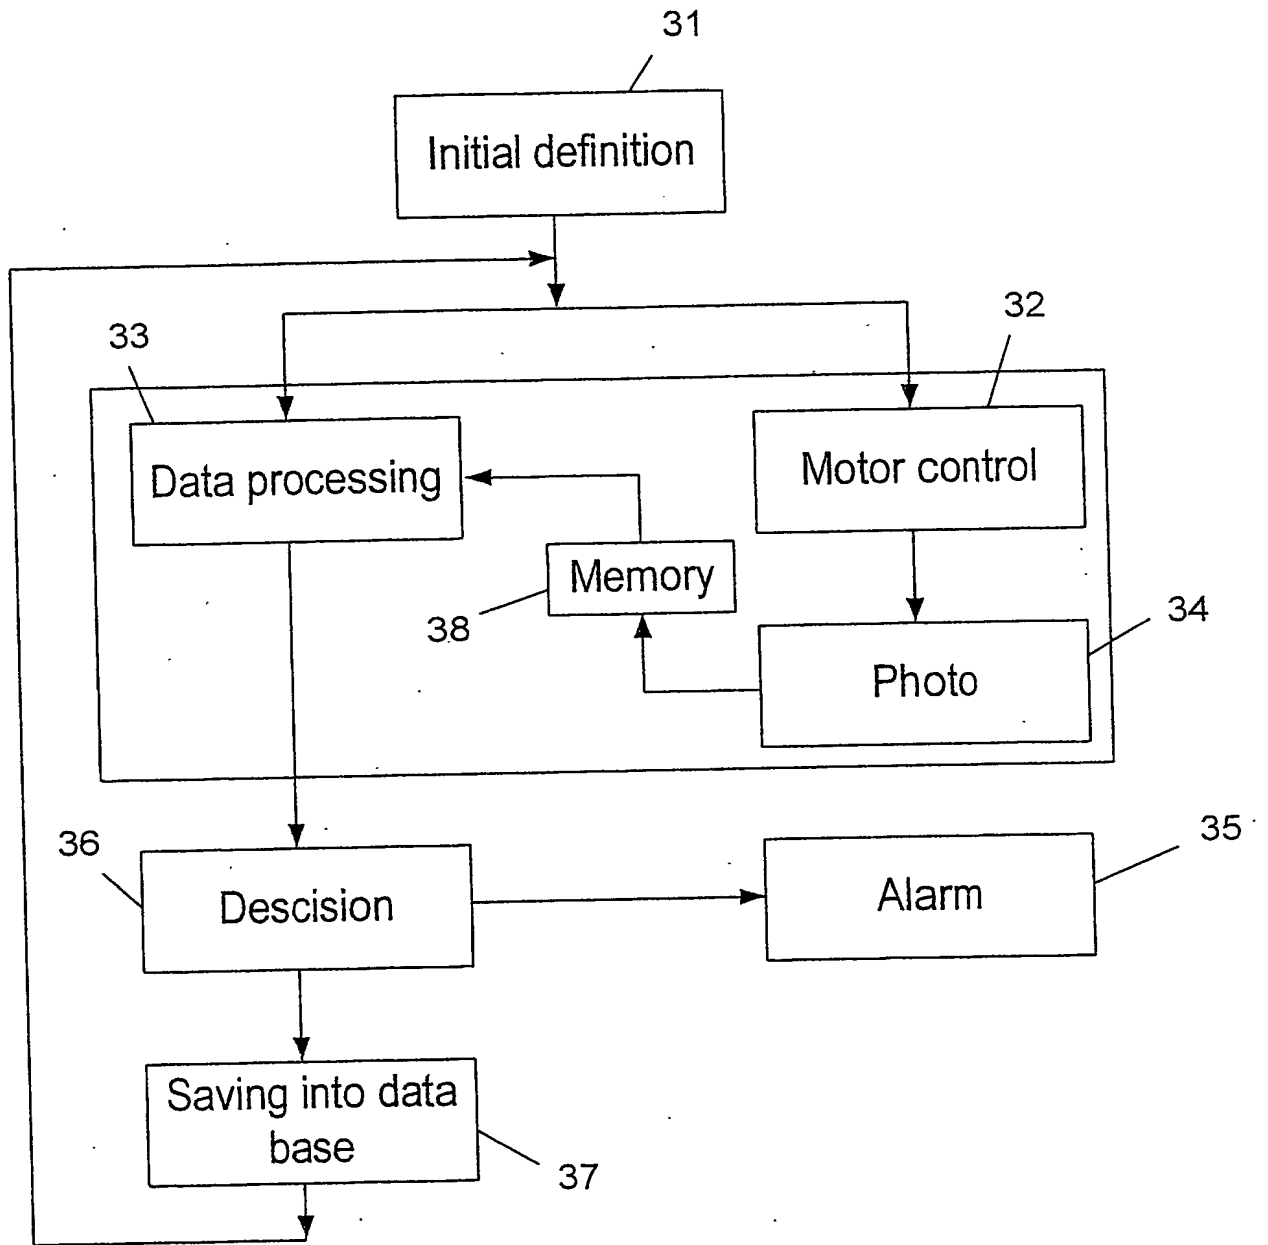 31
Initial definition
32
33
Motor control
Data processing
Memory
38
34
Photo
35
36
Alarm
Descision
Saving into data
base
37